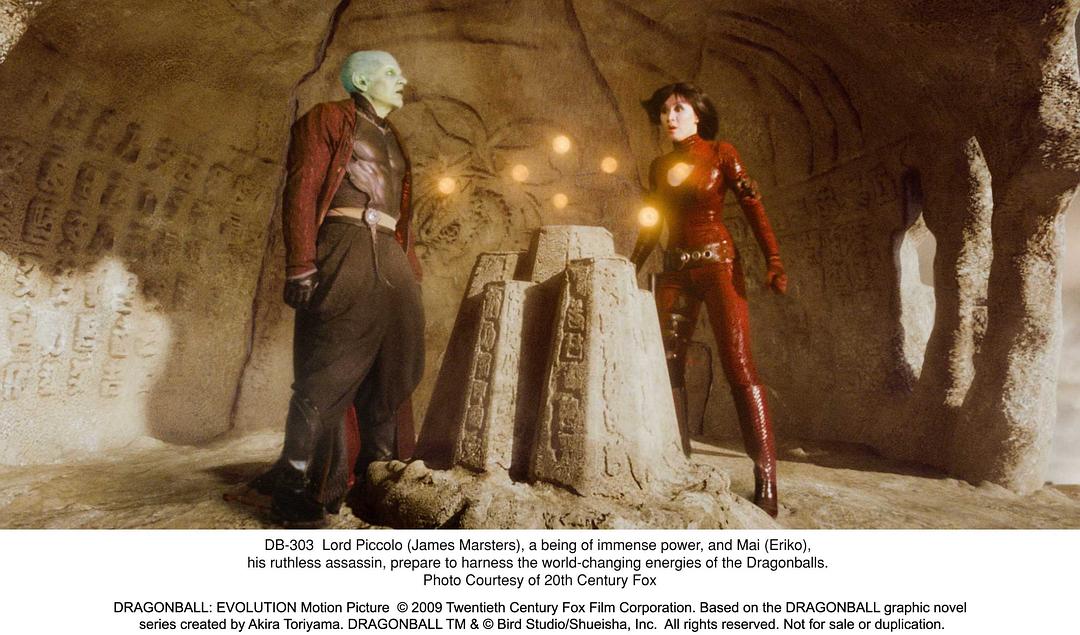 DB-303  Lord Piccolo (James Marsters), a being of immense power, and Mai (Eriko),
his ruthless assassin, prepare to harness the world-changing energies of the Dragonballs.
Photo Courtesy of 20th Century Fox
DRAGONBALL: EVOLUTION Motion Picture  © 2009 Twentieth Century Fox Film Corporation. Based on the DRAGONBALL graphic novel
series created by Akira Toriyama. DRAGONBALL TM & © Bird Studio/Shueisha, Inc.  All rights reserved. Not for sale or duplication.